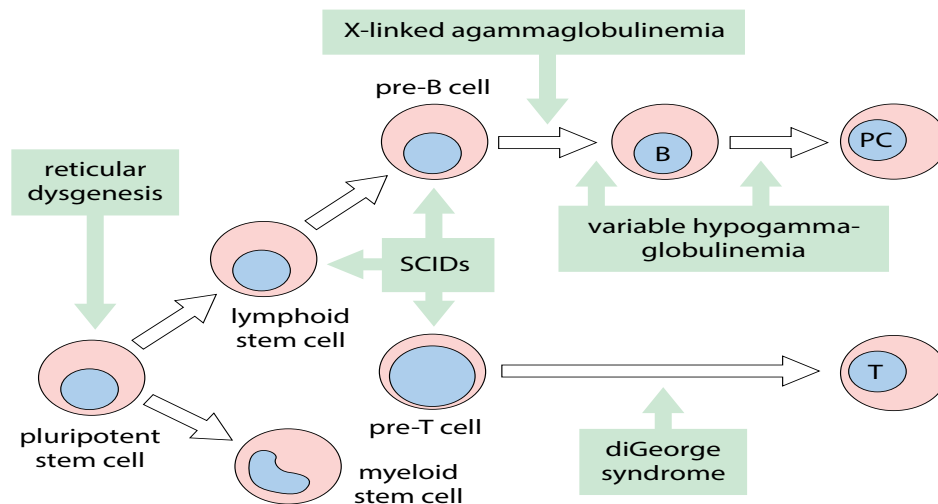 X-linked agammaglobulinemia
pre-B cell
B
PC
reticular
dysgenesis
variable hypogamma-
globulinemia
SCIDs
lymphoid
stem cell
T
pre-T cell
pluripotent
stem cell
diGeorge
syndrome
myeloid
stem cell